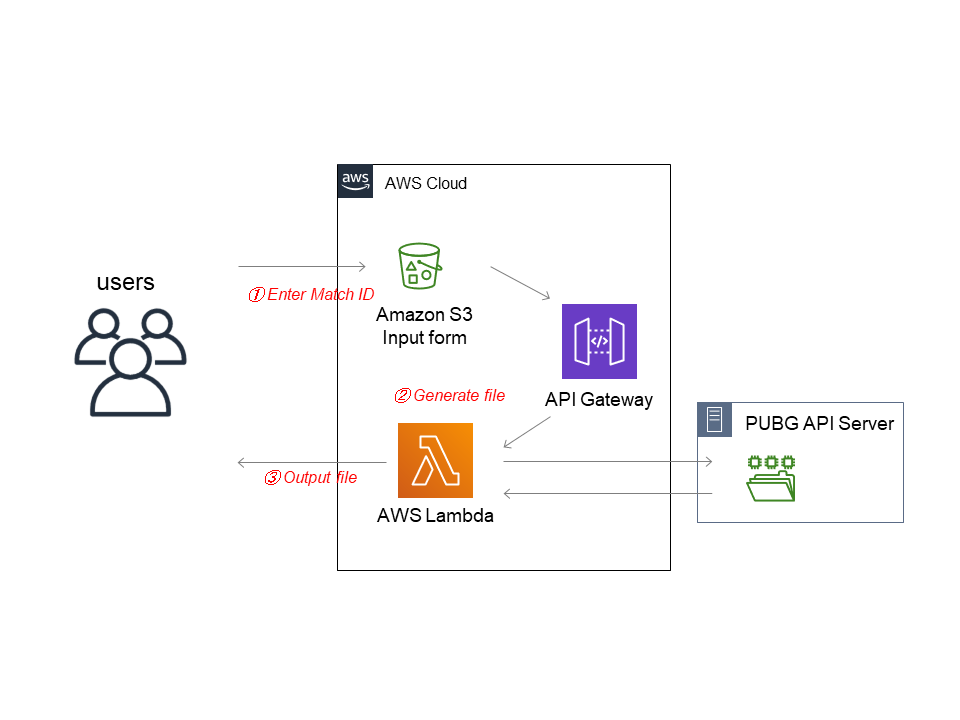 aws
AWS Cloud
users
①Enter Match ID
Amazon S3
Input form
</>
API Gateway
②Generate file
PUBG API Server
③Output file
AWS Lambda